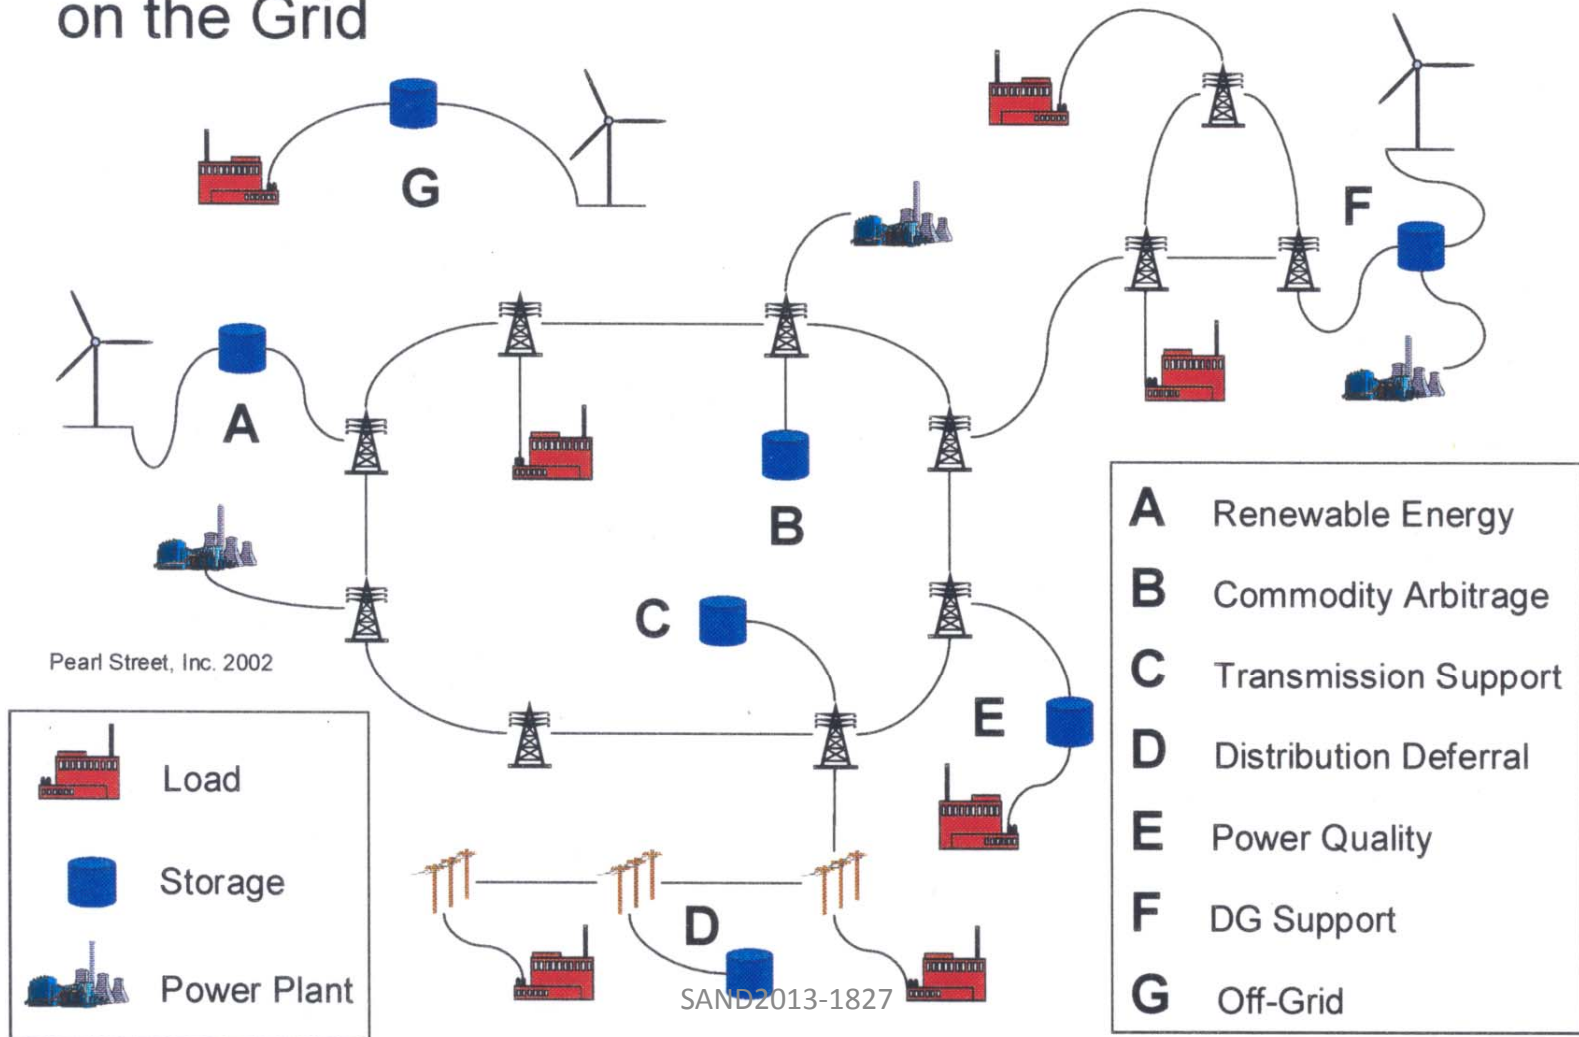 on the Grid
G
F
A
B
C
E
D
Pearl Street, Inc. 2002
Load
Storage
Power Plant
A Renewable Energy
B Commodity Arbitrage
C Transmission Support
D Distribution Deferral
E Power Quality
F DG Support
G Off-Grid
SAND2013-1827